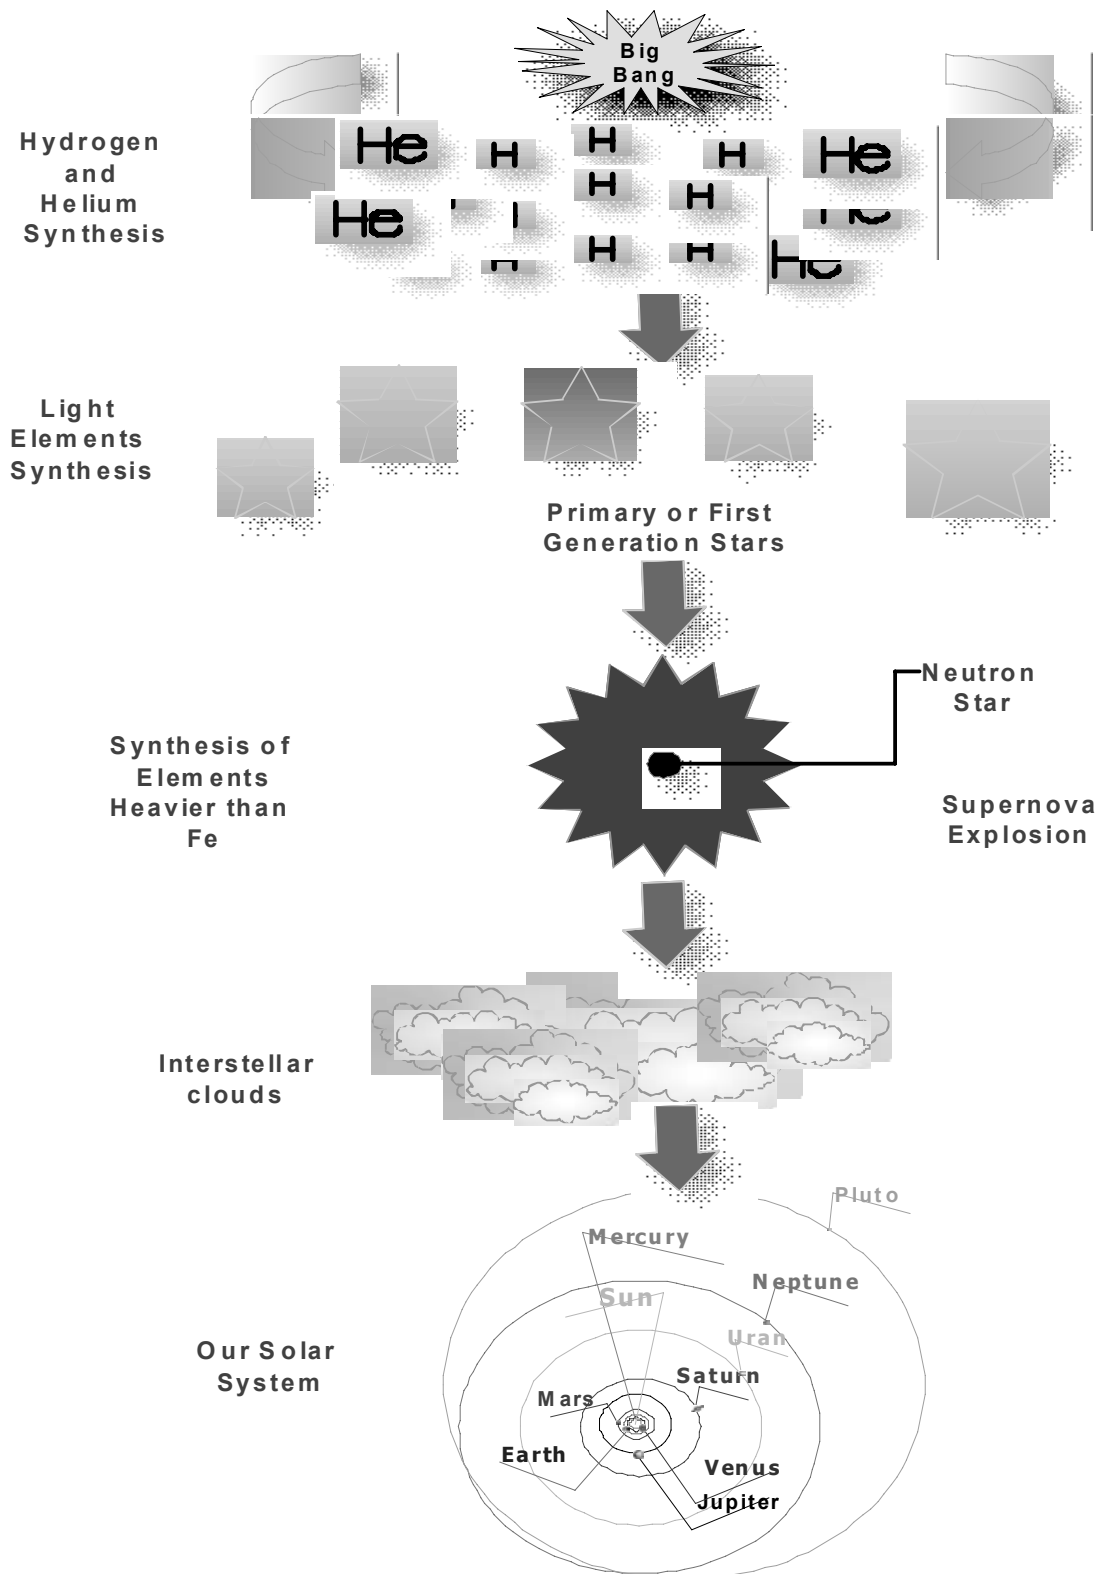 Big
Bang
Hydrogen
and
Helium
Synthesis
He
H
H
H
He
H
H
He
H
H
H
He
He
Light
Elements
Synthesis
Primary or First
Generation Stars
Neutron
Star
Synthesis of
Elements
Heavier than
Fe
Supernova
Explosion
Interstellar
clouds
Pluto
Mercury
Neptune
Sun
Uran
Our Solar
System
Saturn
Mars
Earth
Venus
Jupiter